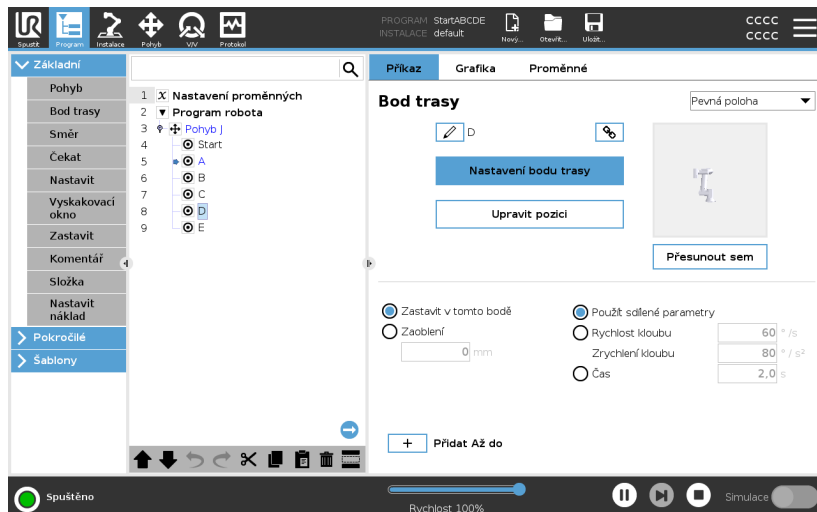 PROGRAM StartABCDE
INSTALACE default
Spustit
Program
Instalace
Pohyb
V/V
Protokol
Nový...
Otevřít...
Uložit...
cccc
cccc
Základní
Pohyb
Bod trasy
Směr
Čekat
Nastavit
Vyskakovací
okno
Zastavit
Komentář
Složka
Nastavit
náklad
Pokročilé
Šablony
1 X Nastavení proměnných
2 Program robota
3 Pohyb J
4 Start
5 A
6 B
7 C
8 D
9 E
Příkaz Grafika Proměnné
Bod trasy
Pevná poloha
D
Nastavení bodu trasy
Upravit pozici
Přesunout sem
Zastavit v tomto bodě
Zaoblení
0 mm
Použít sdílené parametry
Rychlost kloubu 60 ° /s
Zrychlení kloubu 80 ° / s²
Čas 2,0 s
+ Přidat Až do
Spuštěno
Rychlost 100%
Simulace